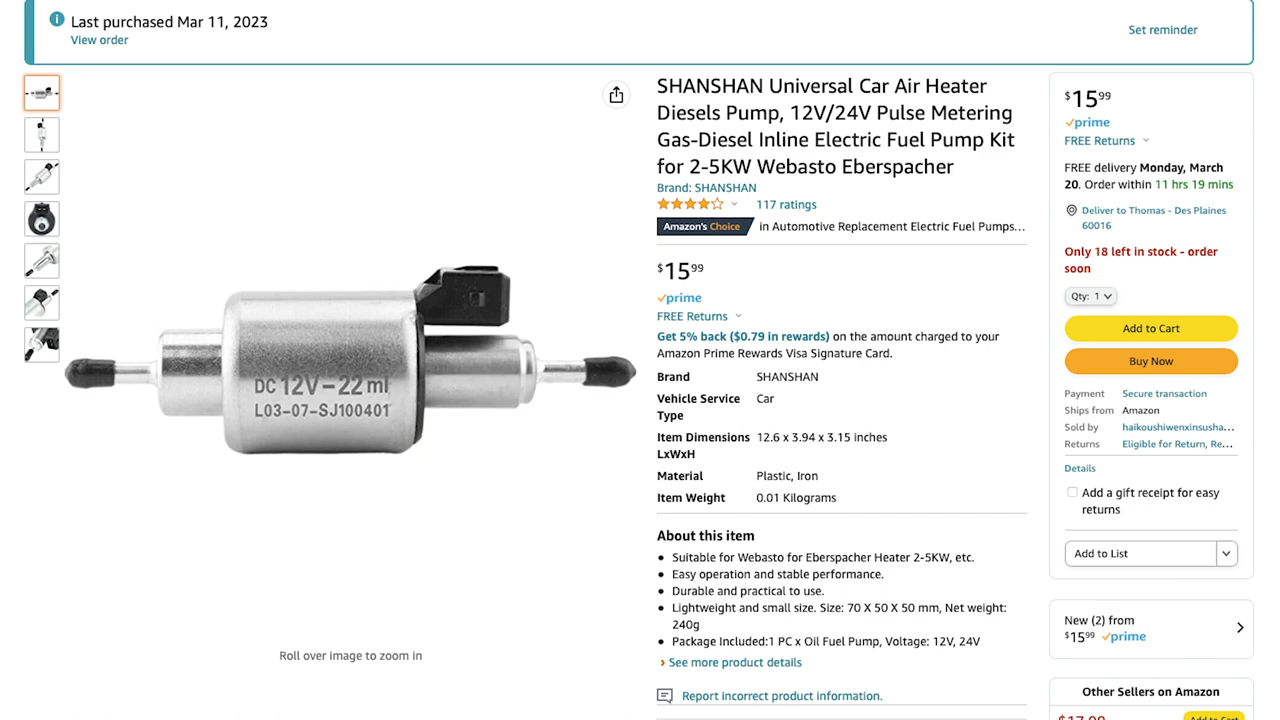 Last purchased Mar 11, 2023
View order
Set reminder
SHANSHAN Universal Car Air Heater
Diesels Pump, 12V/24V Pulse Metering
Gas-Diesel Inline Electric Fuel Pump Kit
for 2-5KW Webasto Eberspacher
Brand: SHANSHAN
117 ratings
Amazon's Choice in Automotive Replacement Electric Fuel Pumps...
$15 99
prime
FREE Returns
Get 5% back ($0.79 in rewards) on the amount charged to your
Amazon Prime Rewards Visa Signature Card.
Brand SHANSHAN
Vehicle Service Car
Type
Item Dimensions 12.6 x 3.94 x 3.15 inches
LxWxH
Material Plastic, Iron
Item Weight 0.01 Kilograms
About this item
Suitable for Webasto for Eberspacher Heater 2-5KW, etc.
Easy operation and stable performance.
Durable and practical to use.
Lightweight and small size. Size: 70 X 50 X 50 mm, Net weight:
240g
Package Included:1 PC x Oil Fuel Pump, Voltage: 12V, 24V
See more product details
Report incorrect product information.
DC 12V-22ml
L03-07-SJ100401
Roll over image to zoom in
$15 99
prime
FREE Returns
FREE delivery Monday, March
20. Order within 11 hrs 19 mins
Deliver to Thomas - Des Plaines
60016
Only 18 left in stock - order
soon
Qty: 1
Add to Cart
Buy Now
Payment Secure transaction
Ships from Amazon
Sold by haikoushiwenxinsusha...
Returns Eligible for Return, Re...
Details
Add a gift receipt for easy
returns
Add to List
New (2) from
$15 99 prime
Other Sellers on Amazon
Add to Cart